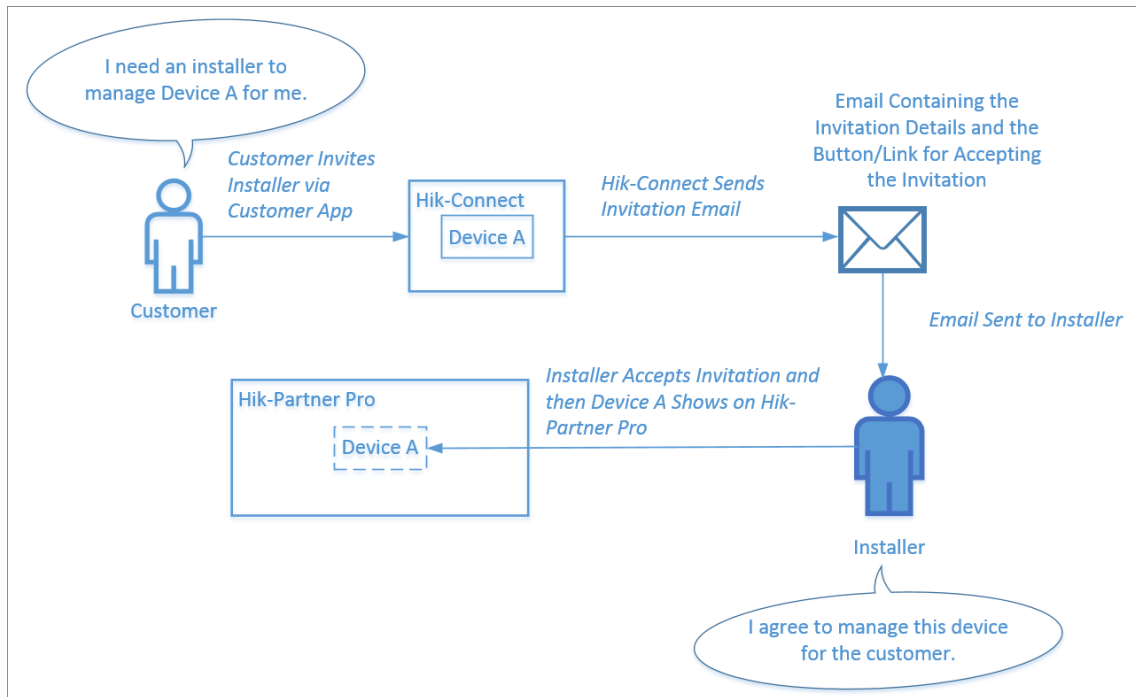 I need an installer to
manage Device A for me.
Customer Invites
Installer via
Customer App
Customer
Hik-Connect
Device A
Hik-Connect Sends
Invitation Email
Email Containing the
Invitation Details and the
Button/Link for Accepting
the Invitation
Email Sent to Installer
Installer Accepts Invitation and
then Device A Shows on Hik-
Partner Pro
Hik-Partner Pro
Device A
Installer
I agree to manage this device
for the customer.